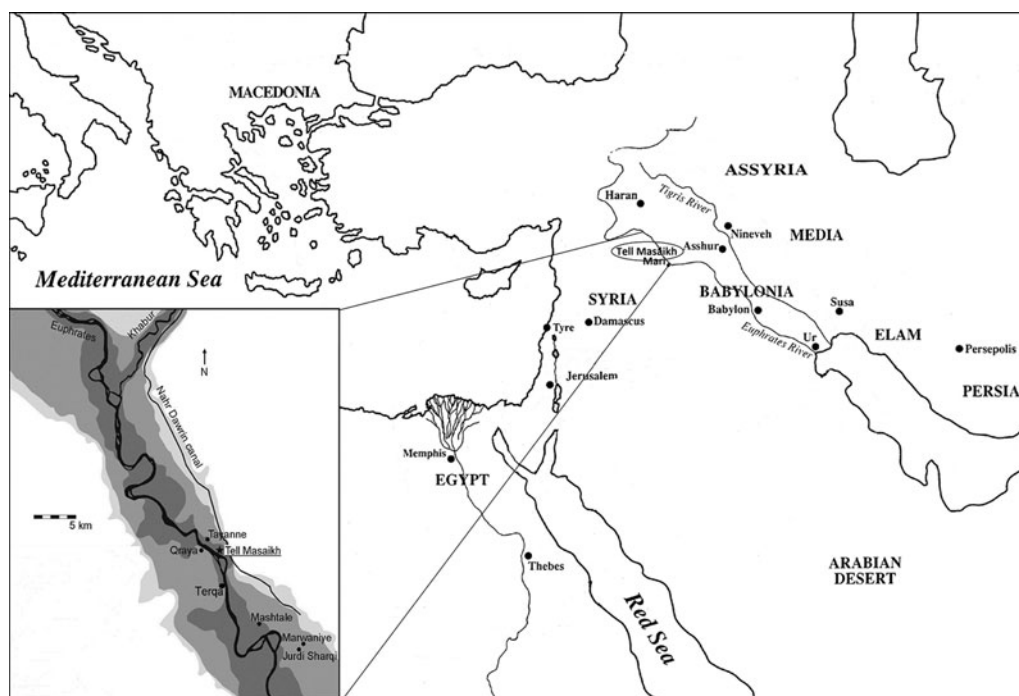 MACEDONIA
ASSYRIA
Tigris River
Haran
Nineveh
MEDIA
Asshur
Tell Masaikh
Mari
Mediterranean Sea
SYRIA
BABYLONIA
Damascus
Babylon
Susa
Tyre
Euphrates River
Ur
ELAM
Persepolis
Jerusalem
PERSIA
Memphis
EGYPT
Thebes
ARABIAN
DESERT
Red Sea
Euphrates
Khabur
N
Nahr Dawrin canal
5 km
Tayanne
Qraya
Tell Masaikh
Terqa
Mashtale
Marwaniye
Jurdi Sharqi